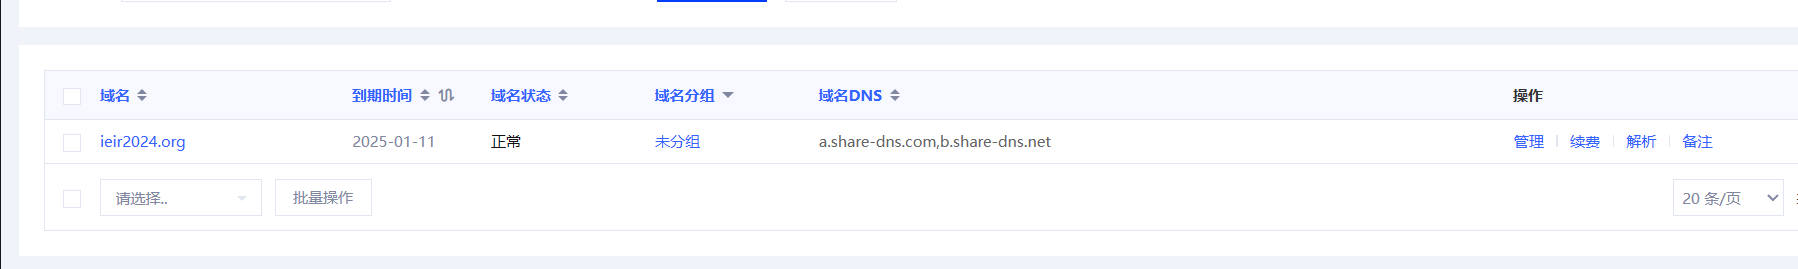 域名 到期时间 域名状态 域名分组 域名DNS 操作
ieir2024.org 2025-01-11 正常 未分组 a.share-dns.com,b.share-dns.net 管理 续费 解析 备注
请选择.. 批量操作 20 条/页